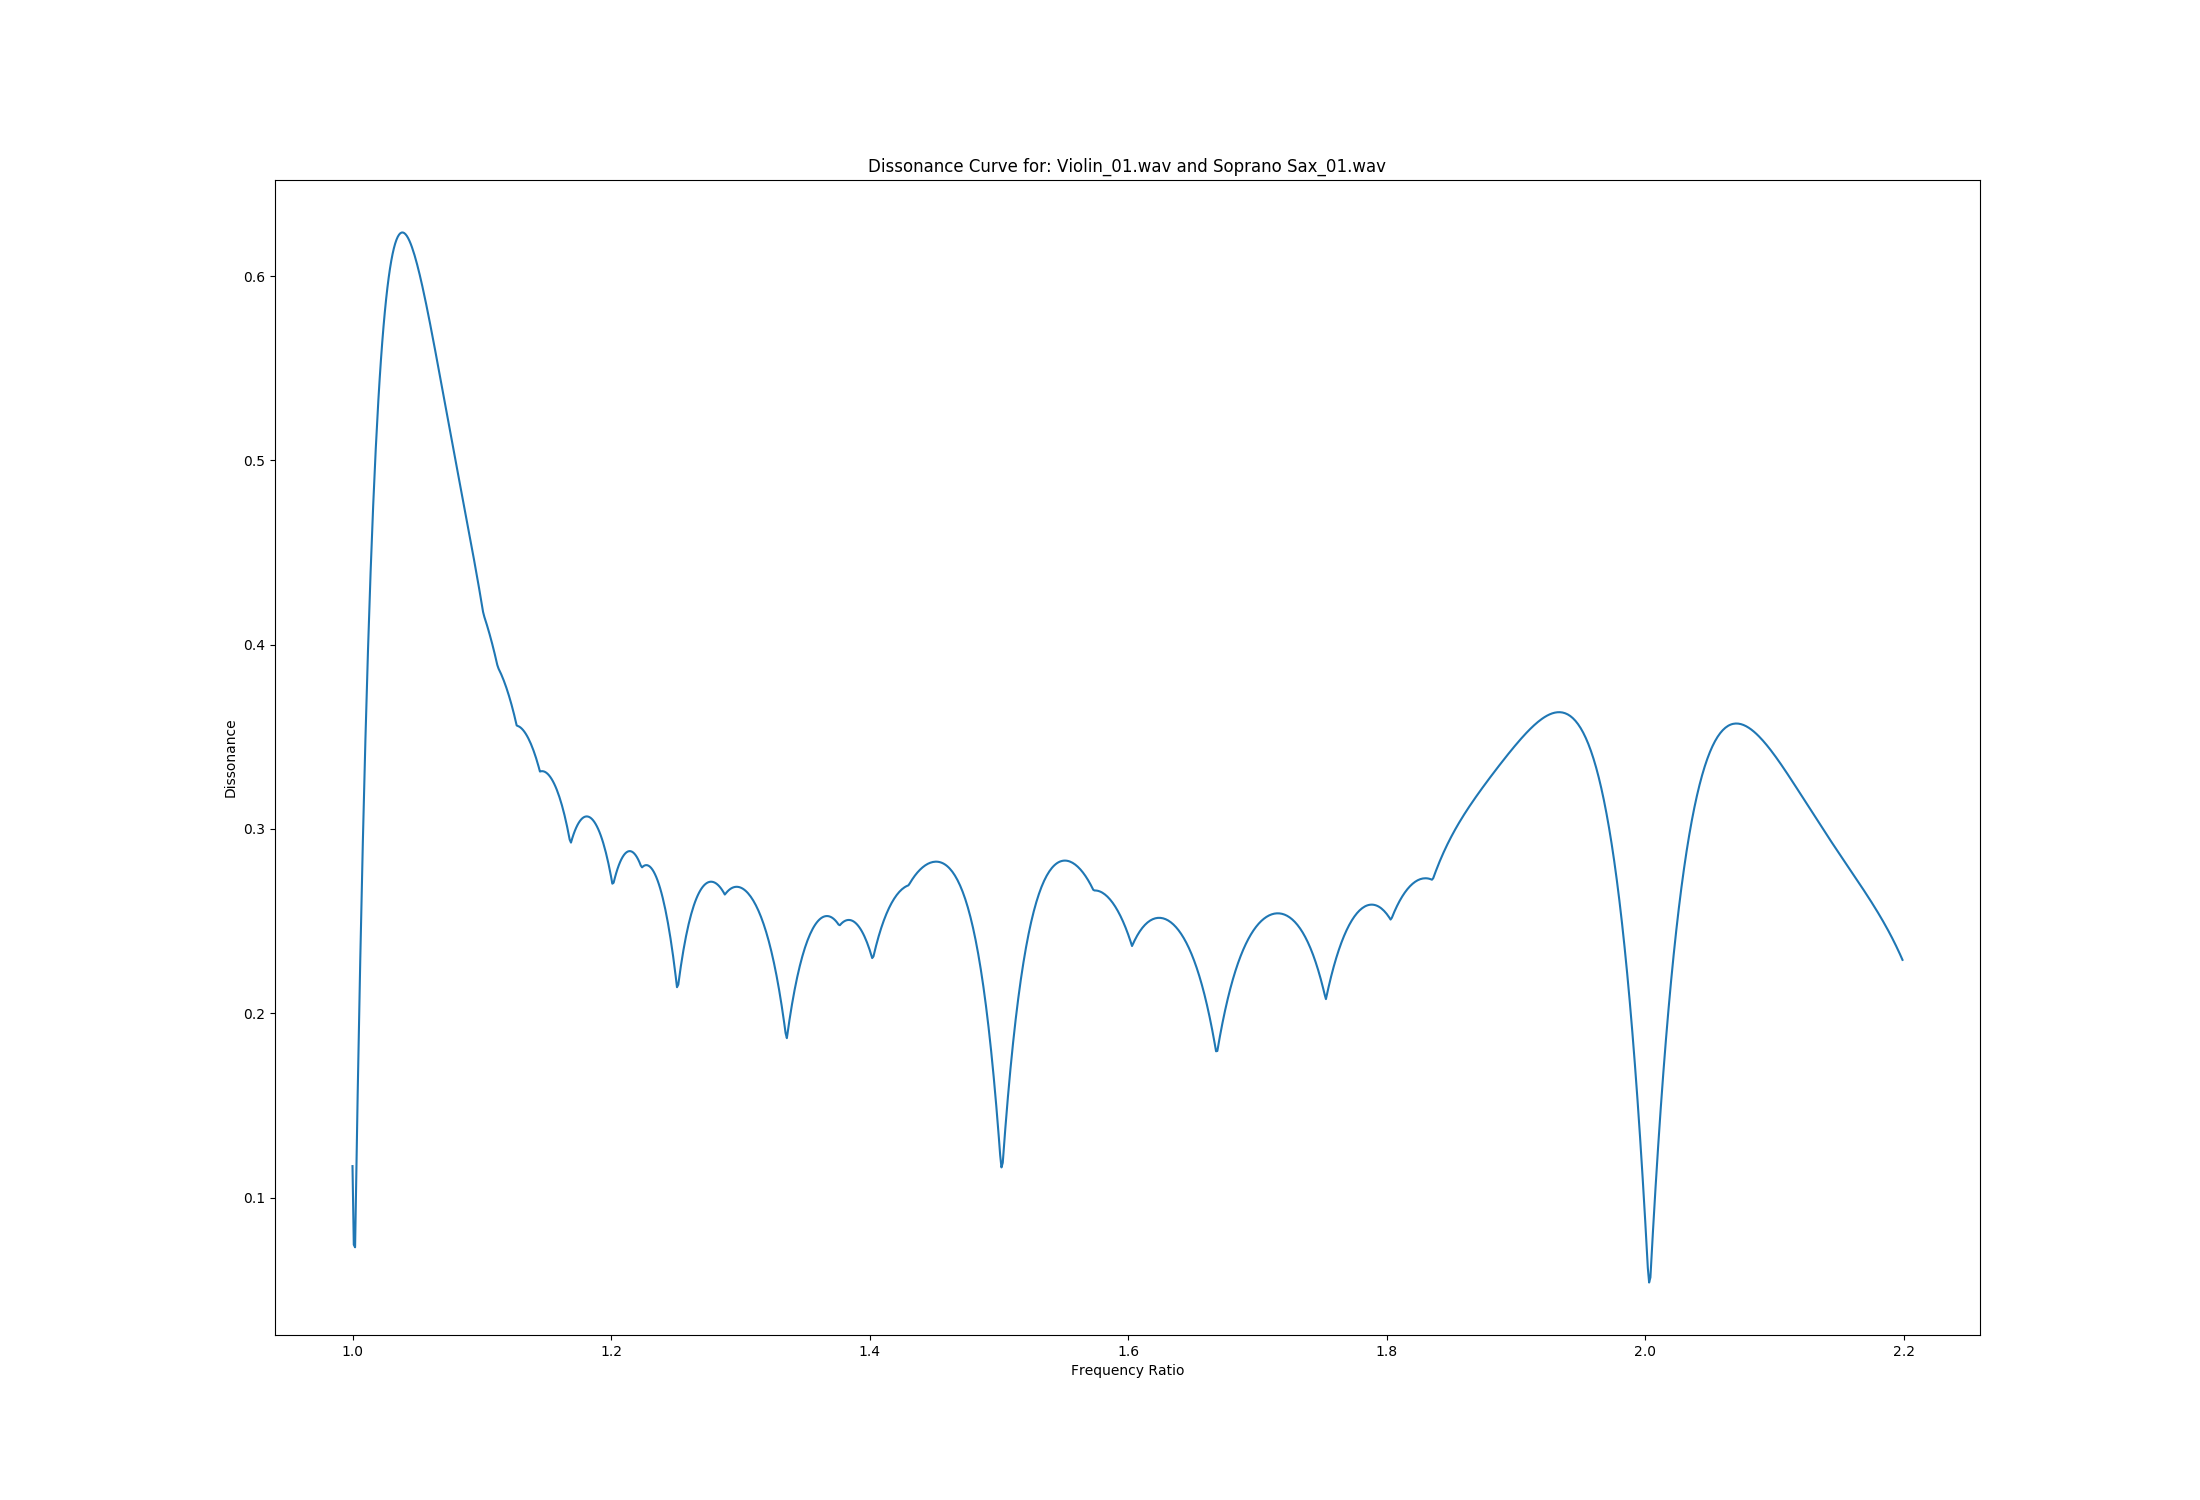 Dissonance Curve for: Violin_01.wav and Soprano Sax_01.wav
0.6
0.5
0.4
0.3
0.2
0.1
Dissonance
1.0 1.2 1.4 1.6 1.8 2.0 2.2
Frequency Ratio